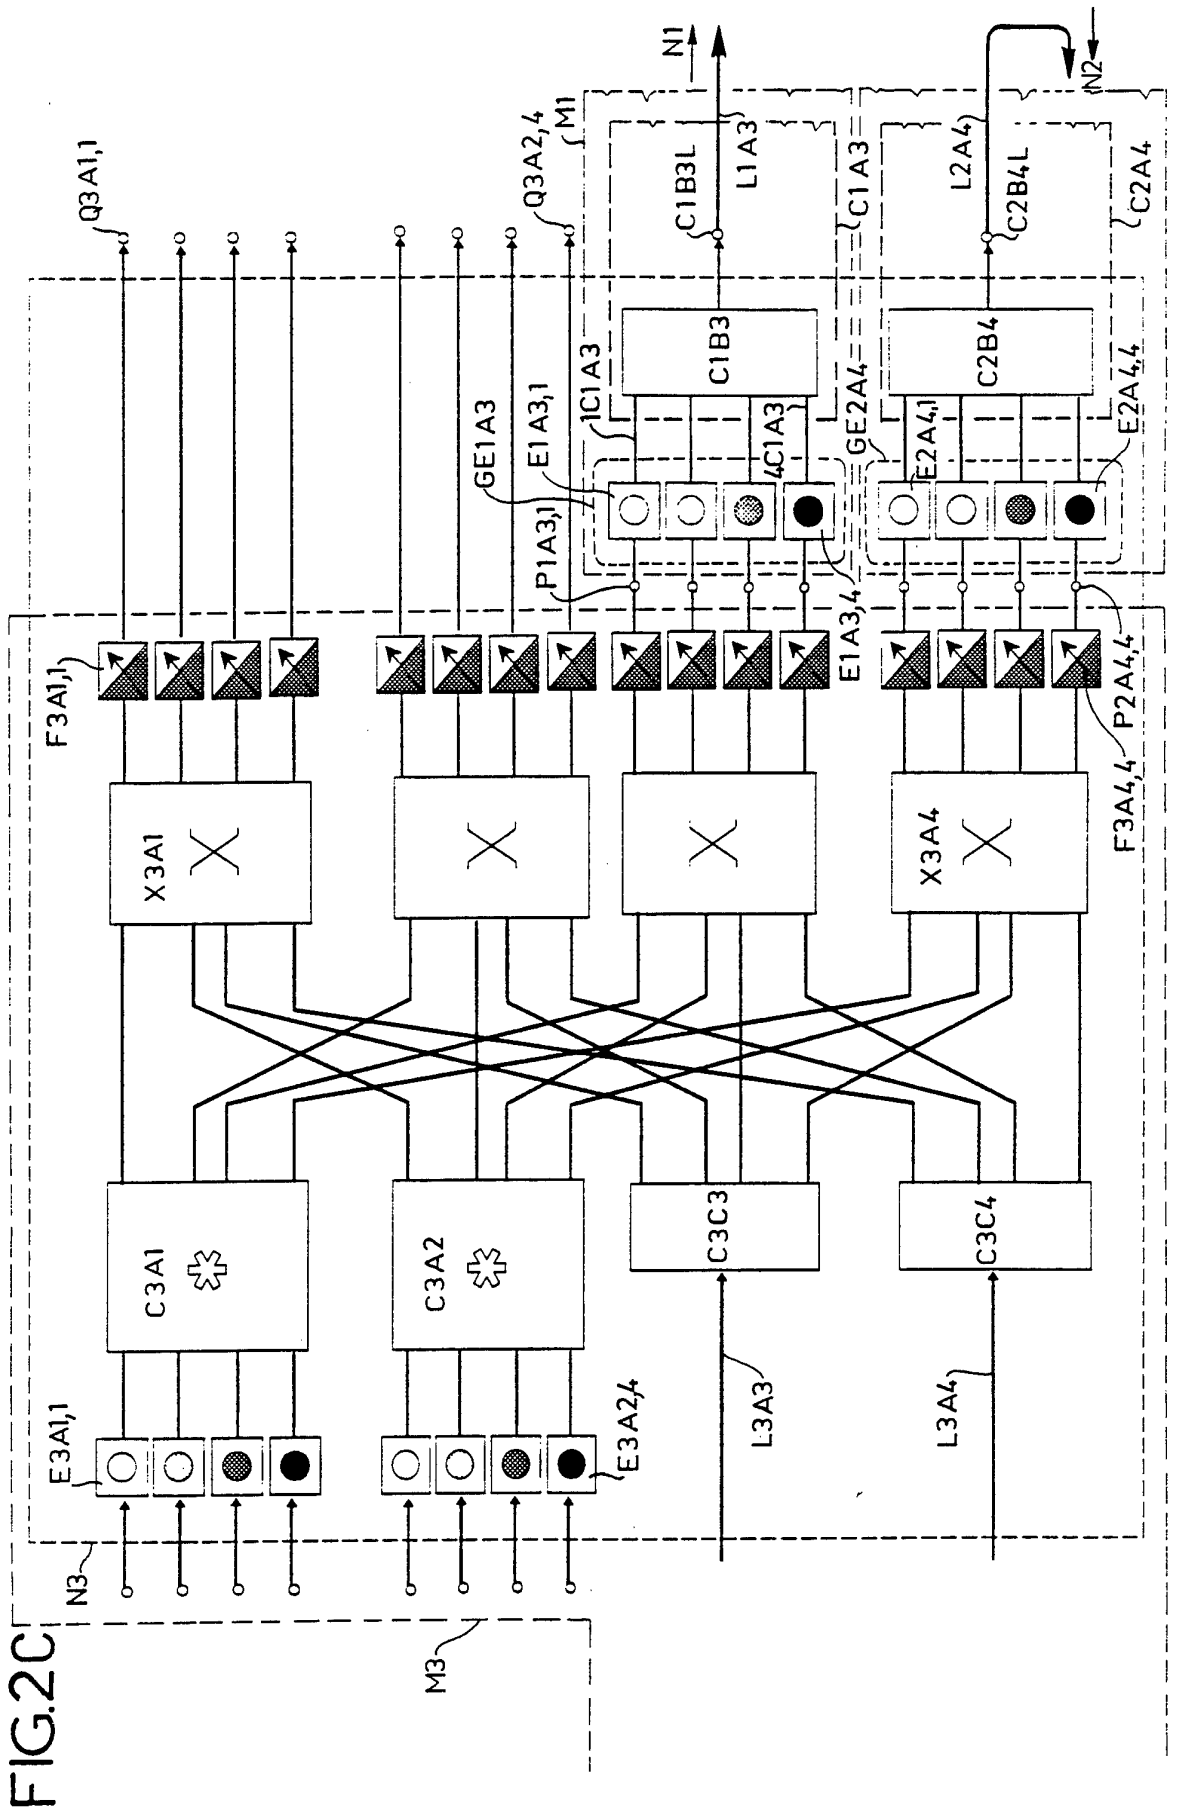 FIG.2C
N3
M3
E3A1,1
E3A2,4
L3A3
L3A4
C3A1
C3A2
C3C3
C3C4
X3A1
X3A4
F3A1,1
F3A4,4
P2A4,4
E1A3,4
P1A3,1
GE1A3
E1A3,1
1C1A3
4C1A3
GE2A4
E2A4,1
E2A4,4
C1B3
C2B4
Q3A1,1
Q3A2,4
M1
C1B3L
L1A3
C1A3
L2A4
C2B4L
C2A4
N1
N2